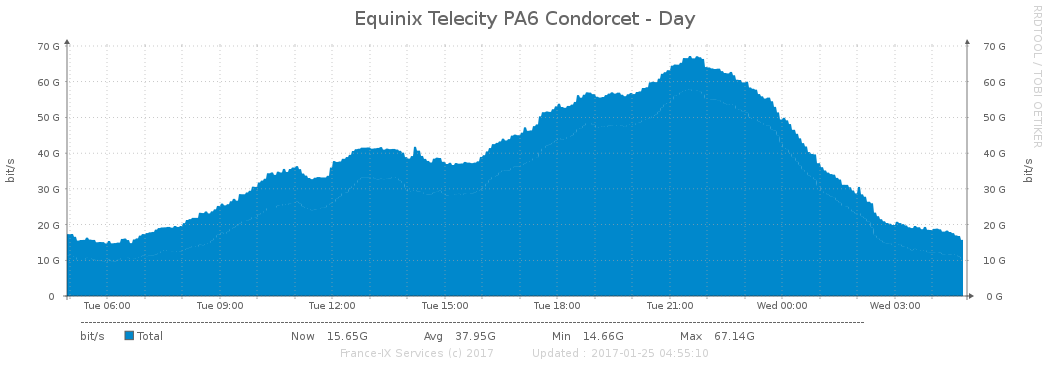 Equinix Telecity PA6 Condorcet - Day
RRDTOOL / TOBI OETIKER
70 G 70 G
60 G 60 G
50 G 50 G
40 G 40 G
30 G 30 G
20 G 20 G
10 G 10 G
0 0 G
bit/s bit/s
Tue 06:00 Tue 09:00 Tue 12:00 Tue 15:00 Tue 18:00 Tue 21:00 Wed 00:00 Wed 03:00
bit/s Total Now 15.65G Avg 37.95G Min 14.66G Max 67.14G
France-IX Services (c) 2017 Updated : 2017-01-25 04:55:10